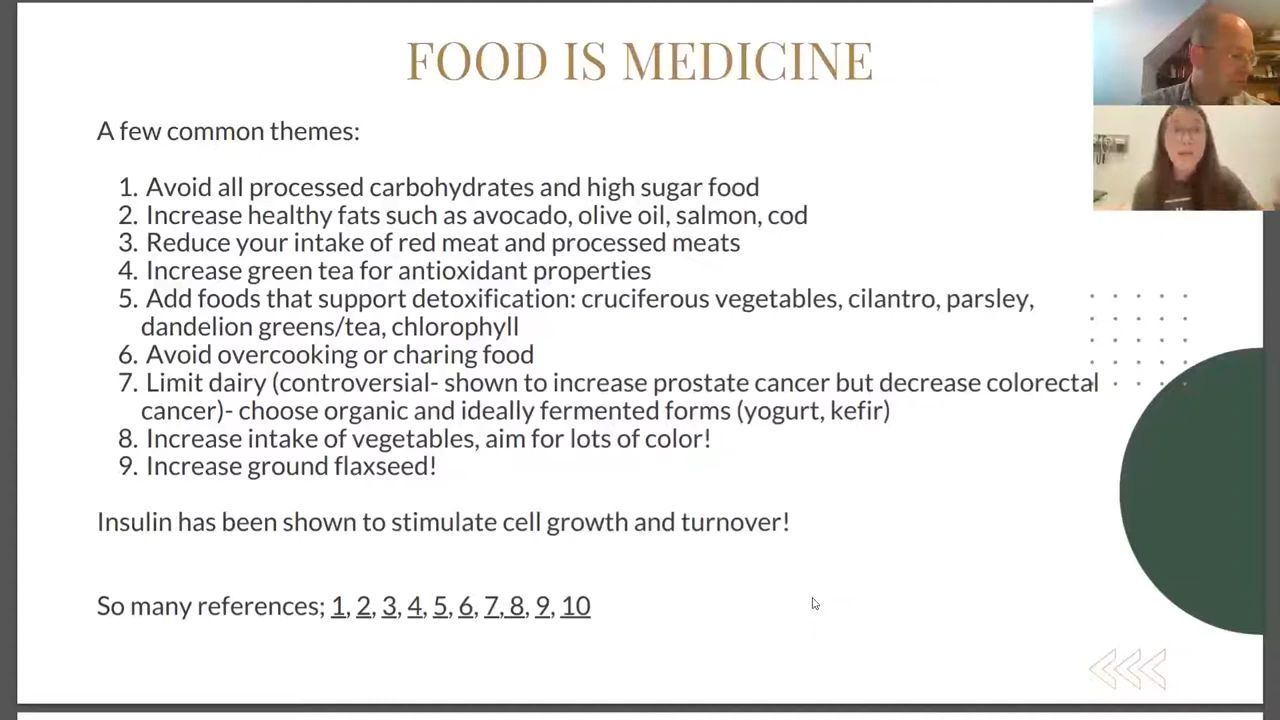 FOOD IS MEDICINE
A few common themes:
1. Avoid all processed carbohydrates and high sugar food
2. Increase healthy fats such as avocado, olive oil, salmon, cod
3. Reduce your intake of red meat and processed meats
4. Increase green tea for antioxidant properties
5. Add foods that support detoxification: cruciferous vegetables, cilantro, parsley,
dandelion greens/tea, chlorophyll
6. Avoid overcooking or charing food
7. Limit dairy (controversial- shown to increase prostate cancer but decrease colorectal
cancer)- choose organic and ideally fermented forms (yogurt, kefir)
8. Increase intake of vegetables, aim for lots of color!
9. Increase ground flaxseed!
Insulin has been shown to stimulate cell growth and turnover!
So many references; 1, 2, 3, 4, 5, 6, 7, 8, 9, 10